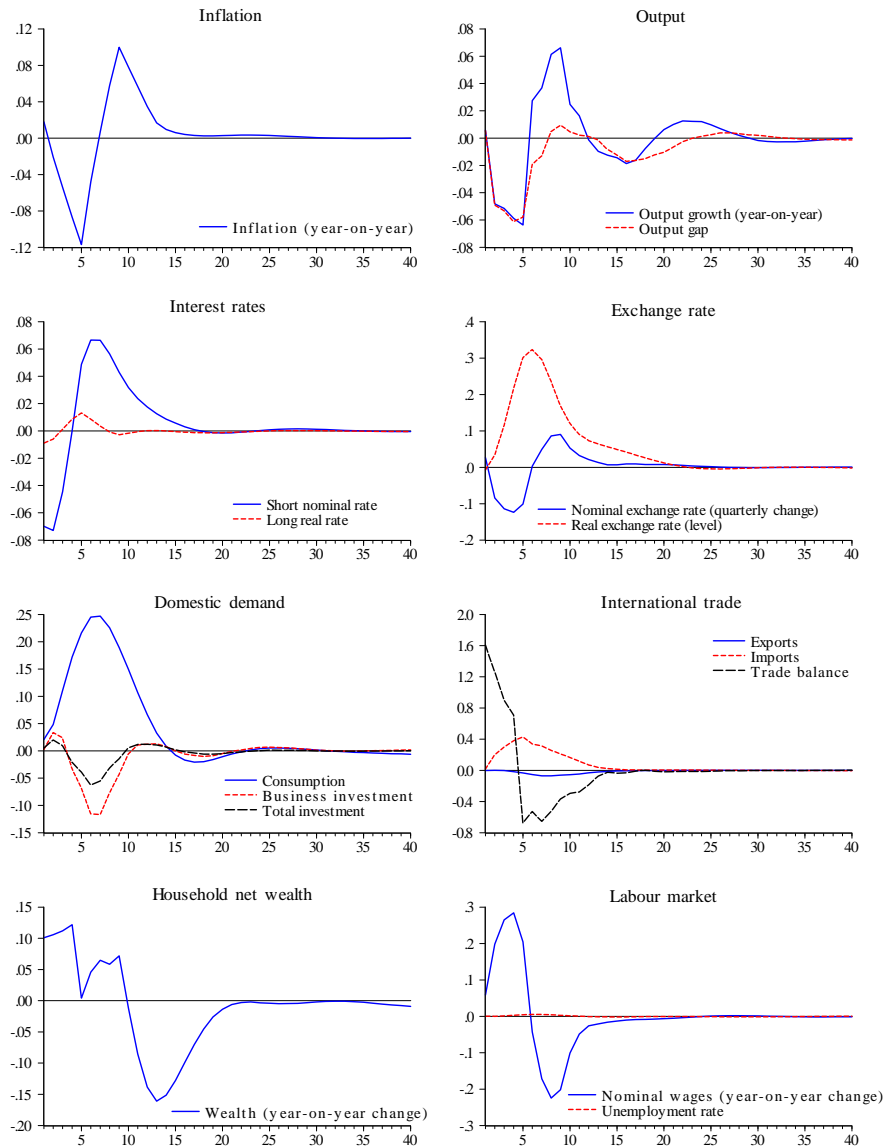 Inflation
.12
.08
.04
.00
-.04
-.08
-.12
Inflation (year-on-year)
5 10 15 20 25 30 35 40
Output
.08
.06
.04
.02
.00
-.02
-.04
-.06
-.08
Output growth (year-on-year)
Output gap
5 10 15 20 25 30 35 40
Interest rates
.08
.06
.04
.02
.00
-.02
-.04
-.06
-.08
Short nominal rate
Long real rate
5 10 15 20 25 30 35 40
Exchange rate
.4
.3
.2
.1
.0
-.1
-.2
Nominal exchange rate (quarterly change)
Real exchange rate (level)
5 10 15 20 25 30 35 40
Domestic demand
.25
.20
.15
.10
.05
.00
-.05
-.10
-.15
Consumption
Business investment
Total investment
5 10 15 20 25 30 35 40
International trade
2.0
1.6
1.2
0.8
0.4
0.0
-0.4
-0.8
Exports
Imports
Trade balance
5 10 15 20 25 30 35 40
Household net wealth
.15
.10
.05
.00
-.05
-.10
-.15
-.20
Wealth (year-on-year change)
5 10 15 20 25 30 35 40
Labour market
.3
.2
.1
.0
-.1
-.2
-.3
Nominal wages (year-on-year change)
Unemployment rate
5 10 15 20 25 30 35 40